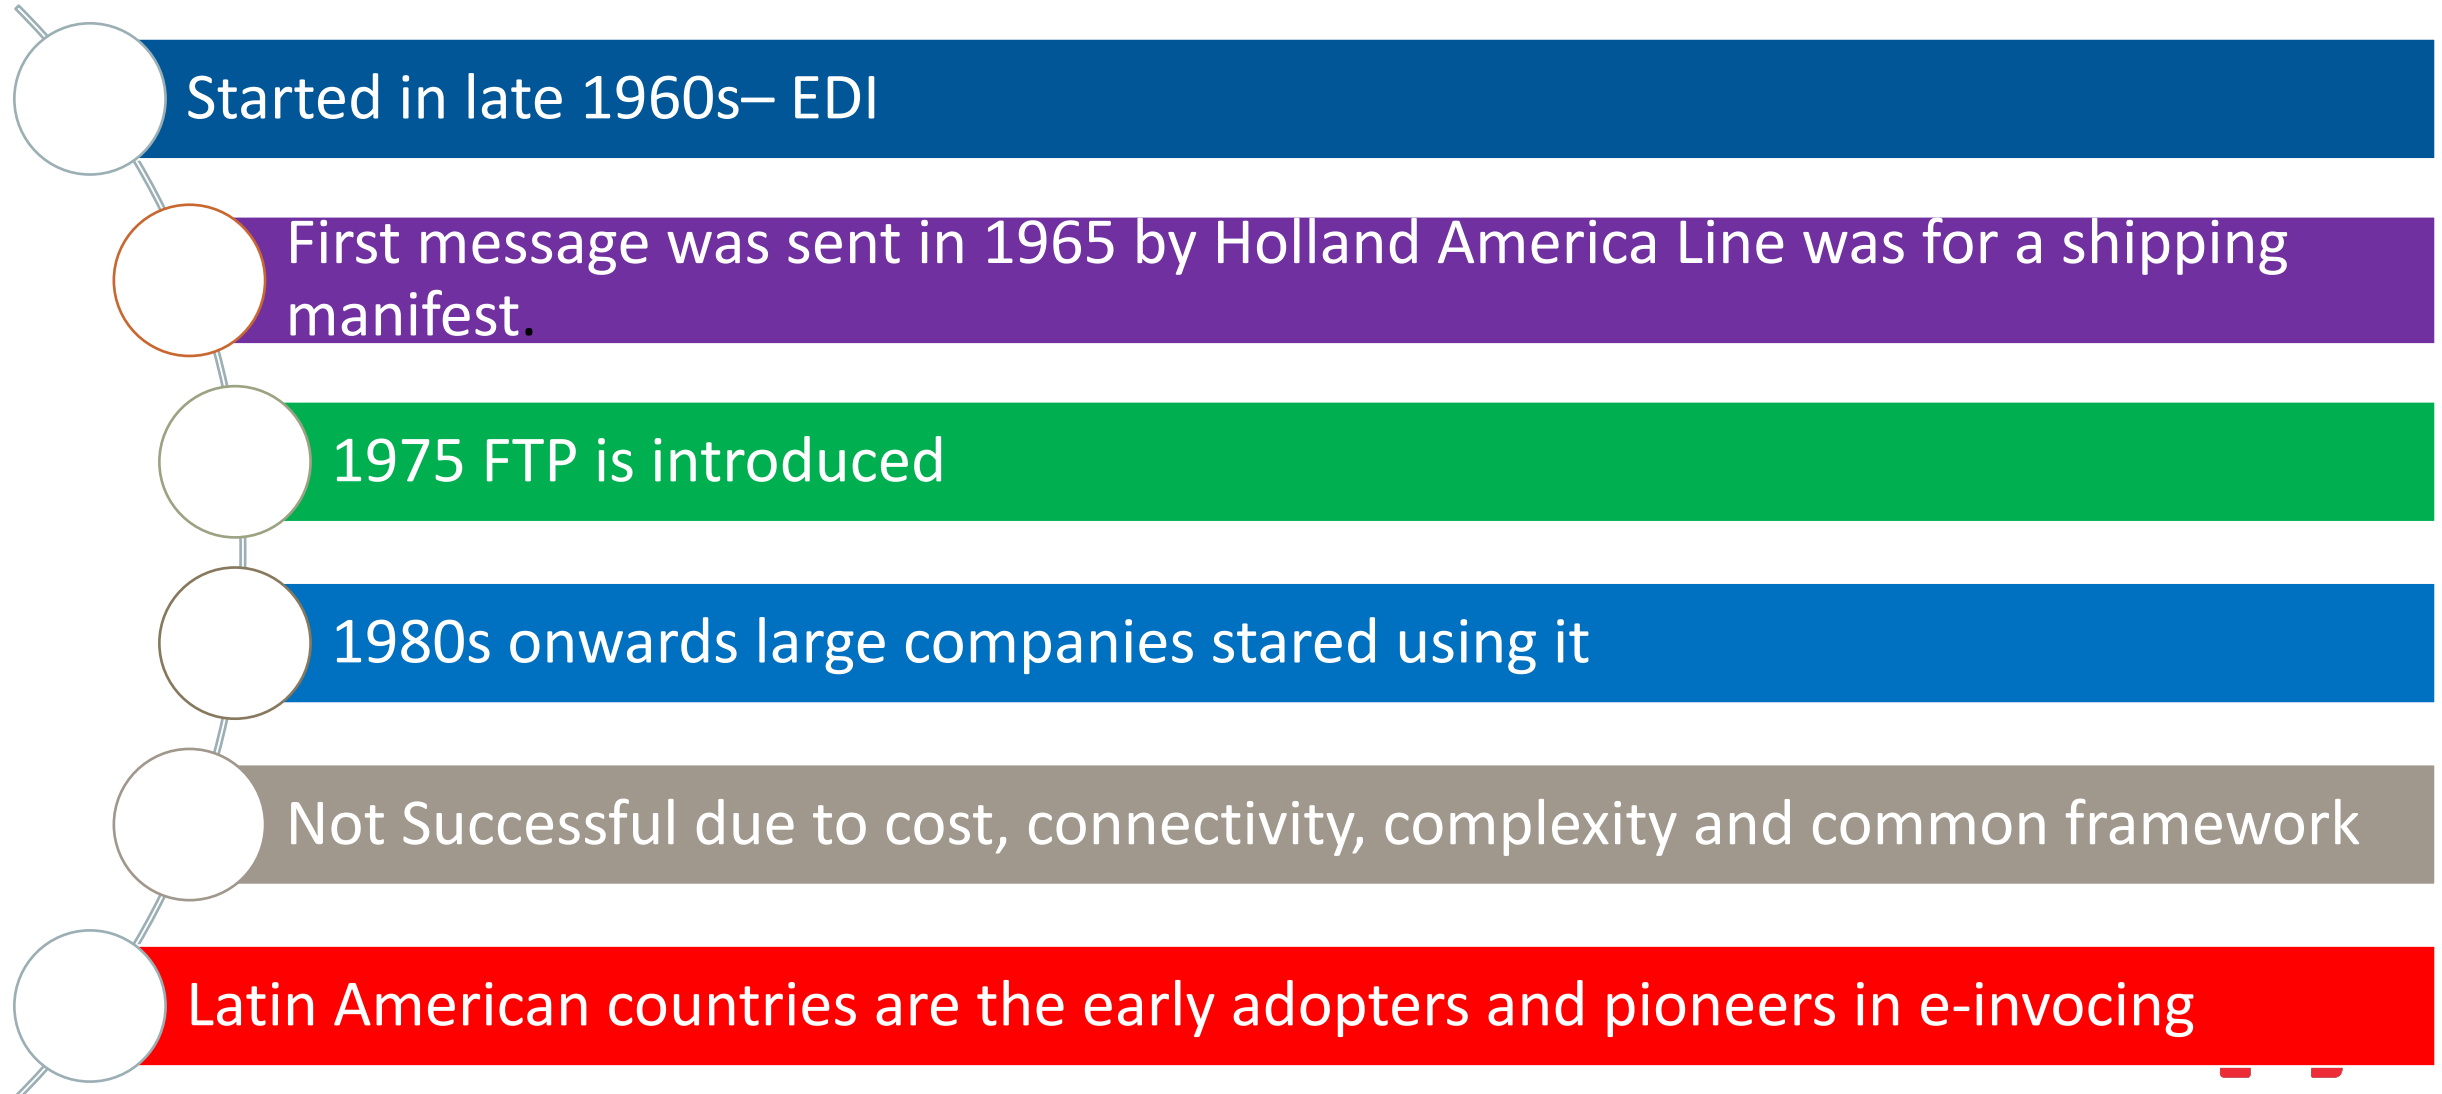 Started in late 1960s– EDI
First message was sent in 1965 by Holland America Line was for a shipping
manifest.
1975 FTP is introduced
1980s onwards large companies stared using it
Not Successful due to cost, connectivity, complexity and common framework
Latin American countries are the early adopters and pioneers in e-invocing